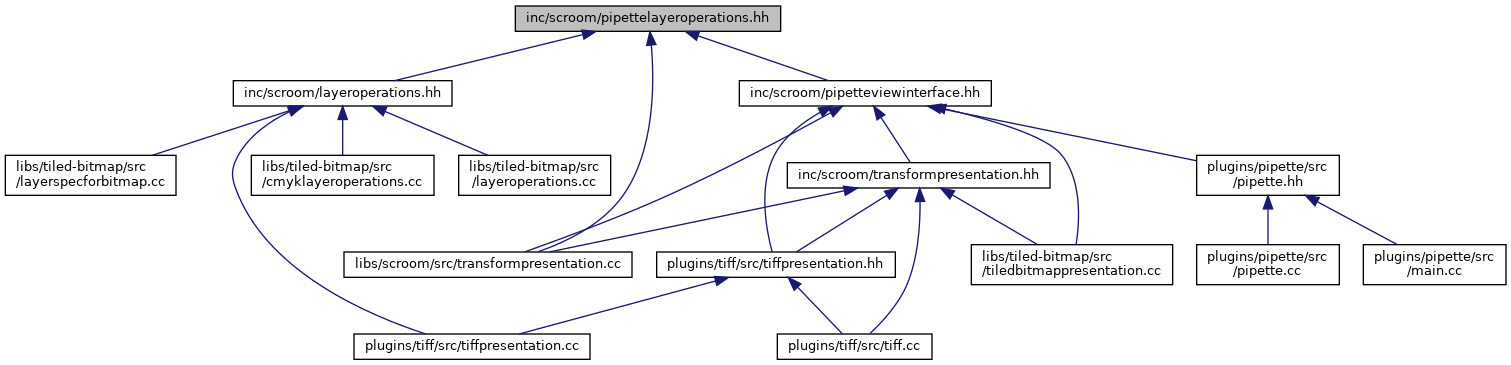 inc/scroom/pipettelayeroperations.hh
inc/scroom/layeroperations.hh
inc/scroom/pipetteviewinterface.hh
libs/tiled-bitmap/src
/layerspecforbitmap.cc
libs/tiled-bitmap/src
/cmyklayeroperations.cc
libs/tiled-bitmap/src
/layeroperations.cc
inc/scroom/transformpresentation.hh
plugins/pipette/src
/pipette.hh
libs/scroom/src/transformpresentation.cc
plugins/tiff/src/tiffpresentation.hh
libs/tiled-bitmap/src
/tiledbitmappresentation.cc
plugins/pipette/src
/pipette.cc
plugins/pipette/src
/main.cc
plugins/tiff/src/tiffpresentation.cc
plugins/tiff/src/tiff.cc